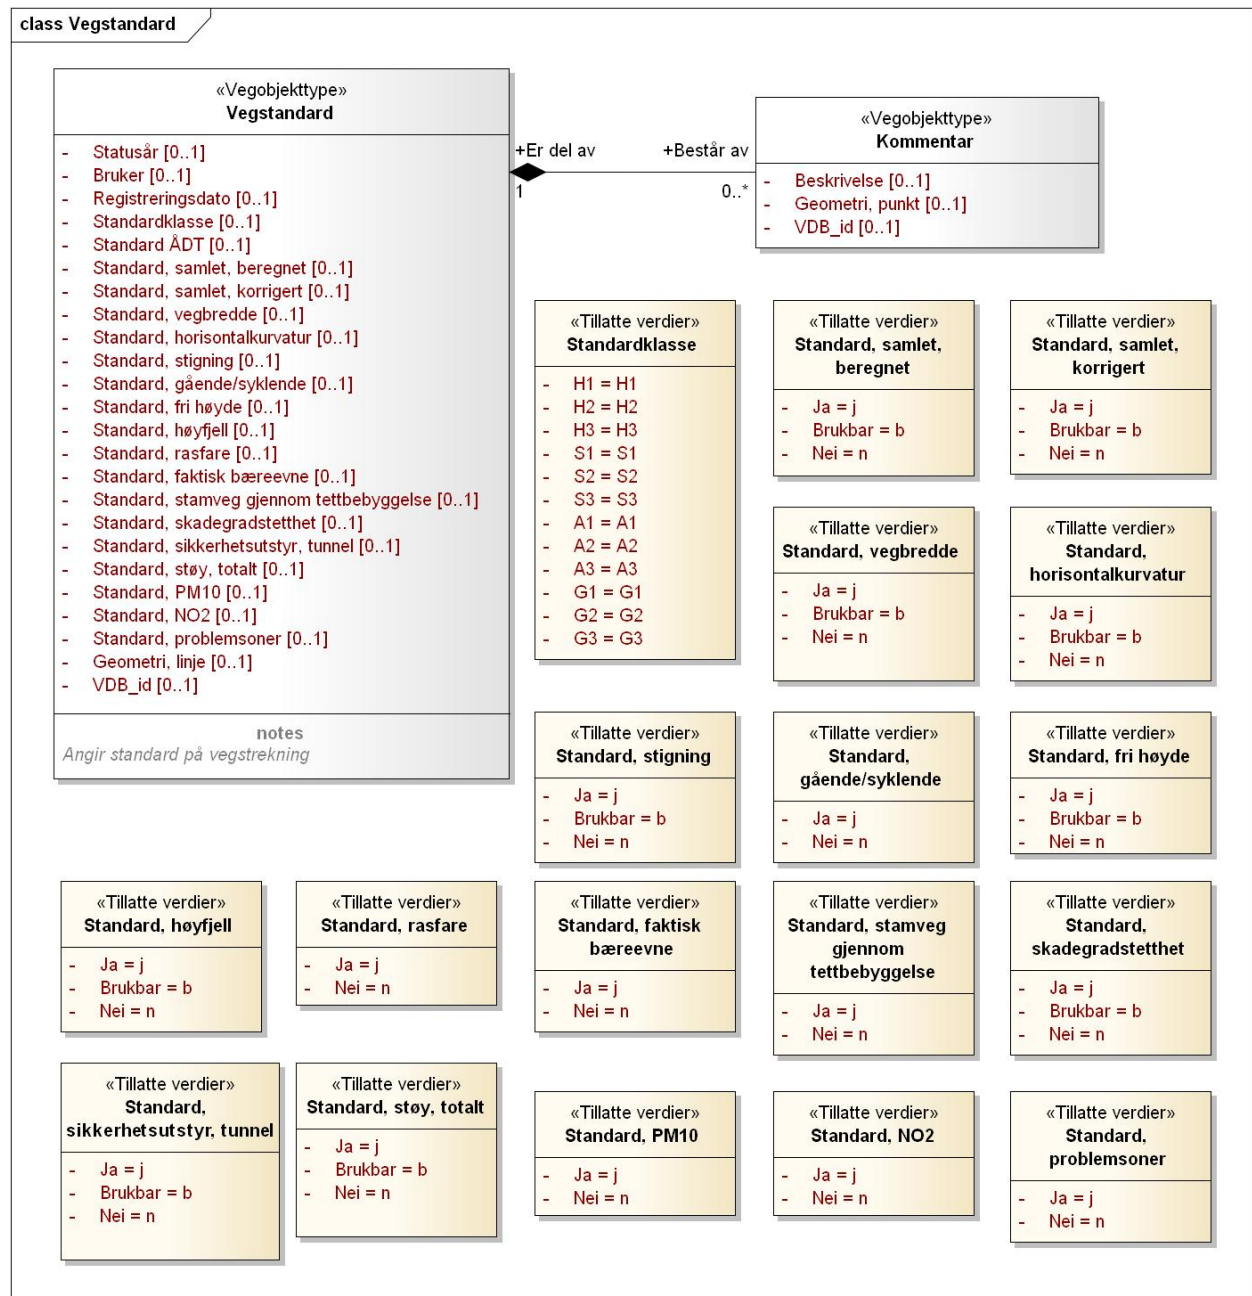 class Vegstandard
«Vegobjekttype»
Vegstandard
- Statusår [0..1]
- Bruker [0..1]
- Registreringsdato [0..1]
- Standardklasse [0..1]
- Standard ÅDT [0..1]
- Standard, samlet, beregnet [0..1]
- Standard, samlet, korrigert [0..1]
- Standard, vegbredde [0..1]
- Standard, horisontalkurvatur [0..1]
- Standard, stigning [0..1]
- Standard, gående/syklende [0..1]
- Standard, fri høyde [0..1]
- Standard, høyfjell [0..1]
- Standard, rasfare [0..1]
- Standard, faktisk bæreevne [0..1]
- Standard, stamveg gjennom tettbebyggelse [0..1]
- Standard, skadegradstetthet [0..1]
- Standard, sikkerhetsutstyr, tunnel [0..1]
- Standard, støy, totalt [0..1]
- Standard, PM10 [0..1]
- Standard, NO2 [0..1]
- Standard, problemsoner [0..1]
- Geometri, linje [0..1]
- VDB_id [0..1]
notes
Angir standard på vegstrekning
+Er del av
1
+Består av
0..*
«Vegobjekttype»
Kommentar
- Beskrivelse [0..1]
- Geometri, punkt [0..1]
- VDB_id [0..1]
«Tillatte verdier»
Standardklasse
- H1 = H1
- H2 = H2
- H3 = H3
- S1 = S1
- S2 = S2
- S3 = S3
- A1 = A1
- A2 = A2
- A3 = A3
- G1 = G1
- G2 = G2
- G3 = G3
«Tillatte verdier»
Standard, samlet,
beregnet
- Ja = j
- Brukbar = b
- Nei = n
«Tillatte verdier»
Standard, samlet,
korrigert
- Ja = j
- Brukbar = b
- Nei = n
«Tillatte verdier»
Standard, vegbredde
- Ja = j
- Brukbar = b
- Nei = n
«Tillatte verdier»
Standard,
horisontalkurvatur
- Ja = j
- Brukbar = b
- Nei = n
«Tillatte verdier»
Standard, stigning
- Ja = j
- Brukbar = b
- Nei = n
«Tillatte verdier»
Standard,
gående/syklende
- Ja = j
- Nei = n
«Tillatte verdier»
Standard, fri høyde
- Ja = j
- Brukbar = b
- Nei = n
«Tillatte verdier»
Standard, høyfjell
- Ja = j
- Brukbar = b
- Nei = n
«Tillatte verdier»
Standard, rasfare
- Ja = j
- Nei = n
«Tillatte verdier»
Standard, faktisk
bæreevne
- Ja = j
- Nei = n
«Tillatte verdier»
Standard, stamveg
gjennom
tettbebyggelse
- Ja = j
- Nei = n
«Tillatte verdier»
Standard,
skadegradstetthet
- Ja = j
- Brukbar = b
- Nei = n
«Tillatte verdier»
Standard,
sikkerhetsutstyr, tunnel
- Ja = j
- Brukbar = b
- Nei = n
«Tillatte verdier»
Standard, støy, totalt
- Ja = j
- Brukbar = b
- Nei = n
«Tillatte verdier»
Standard, PM10
- Ja = j
- Nei = n
«Tillatte verdier»
Standard, NO2
- Ja = j
- Nei = n
«Tillatte verdier»
Standard,
problemsoner
- Ja = j
- Nei = n